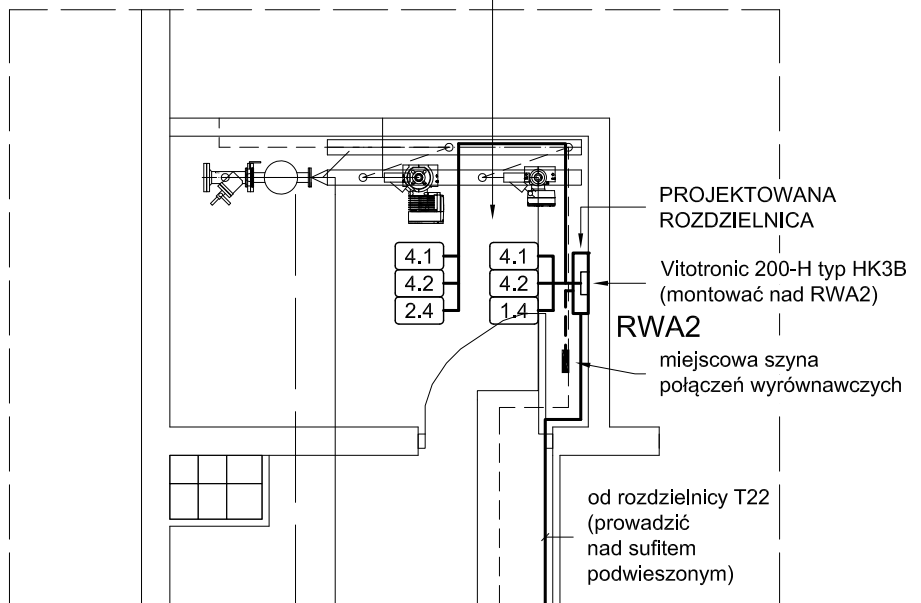 PROJEKTOWANA
ROZDZIELNICA
4.1
4.2
2.4
4.1
4.2
1.4
Vitotronic 200-H typ HK3B
(montować nad RWA2)
RWA2
miejscowa szyna
połączeń wyrównawczych
od rozdzielnicy T22
(prowadzić
nad sufitem
podwieszonym)